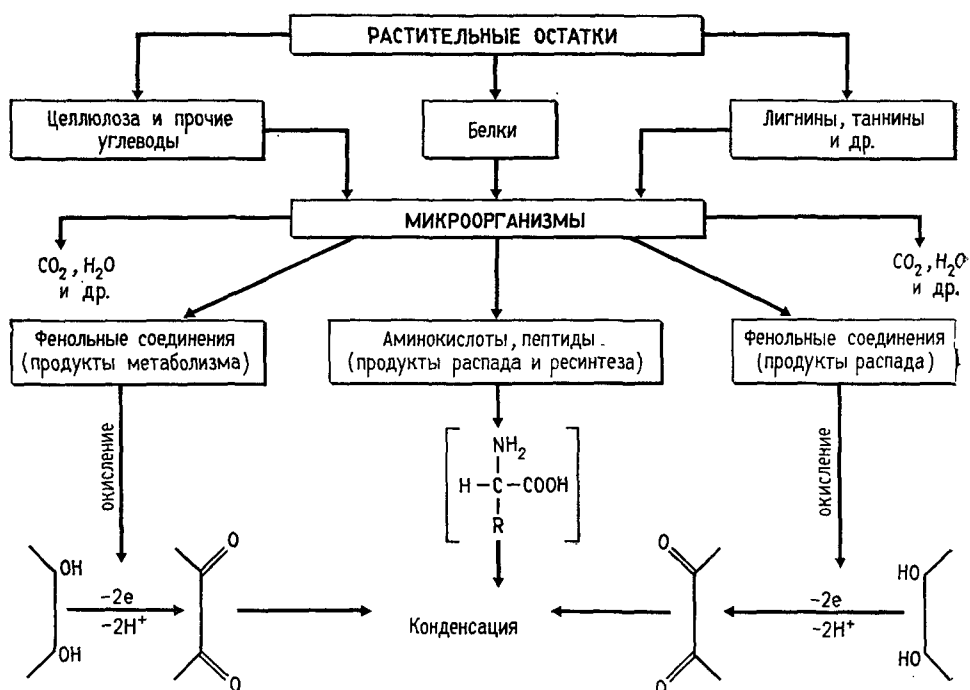 РАСТИТЕЛЬНЫЕ ОСТАТКИ
Целлюлоза и прочие
углеводы
Белки
Лигнины, таннины
и др.
МИКРООРГАНИЗМЫ
CO₂, H₂O
и др.
CO₂, H₂O
и др.
Фенольные соединения
(продукты метаболизма)
Аминокислоты, пептиды
(продукты распада и ресинтеза)
Фенольные соединения
(продукты распада)
окисление
NH₂
H–C–COOH
R
окисление
OH
OH
–2e
–2H⁺
O
O
Конденсация
O
O
–2e
–2H⁺
HO
HO